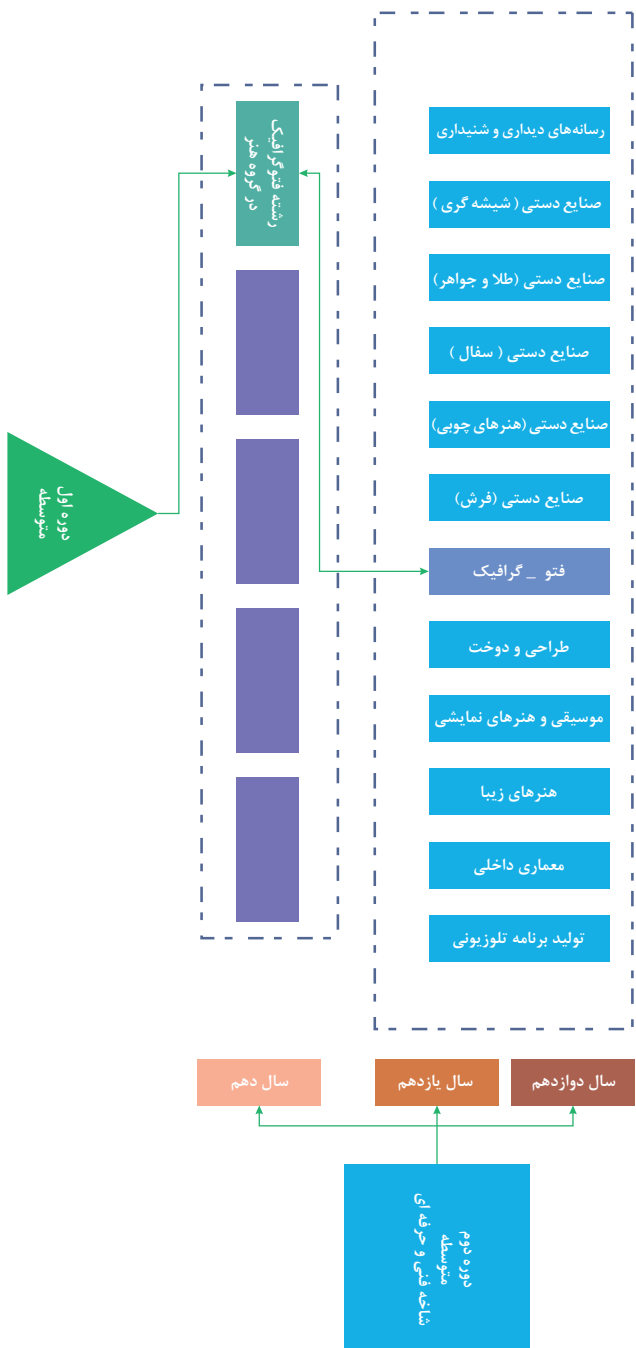 رسانه‌های دیداری و شنیداری
صنایع دستی ( شیشه گری )
صنایع دستی (طلا و جواهر)
صنایع دستی ( سفال )
صنایع دستی (هنرهای چوبی)
صنایع دستی (فرش)
فتو _ گرافیک
طراحی و دوخت
موسیقی و هنرهای نمایشی
هنرهای زیبا
معماری داخلی
تولید برنامه تلوزیونی
رشته فتوگرافیک
در گروه هنر
دوره اول
متوسطه
سال دهم
سال یازدهم
سال دوازدهم
دوره دوم
متوسطه
شاخه فنی و حرفه ای